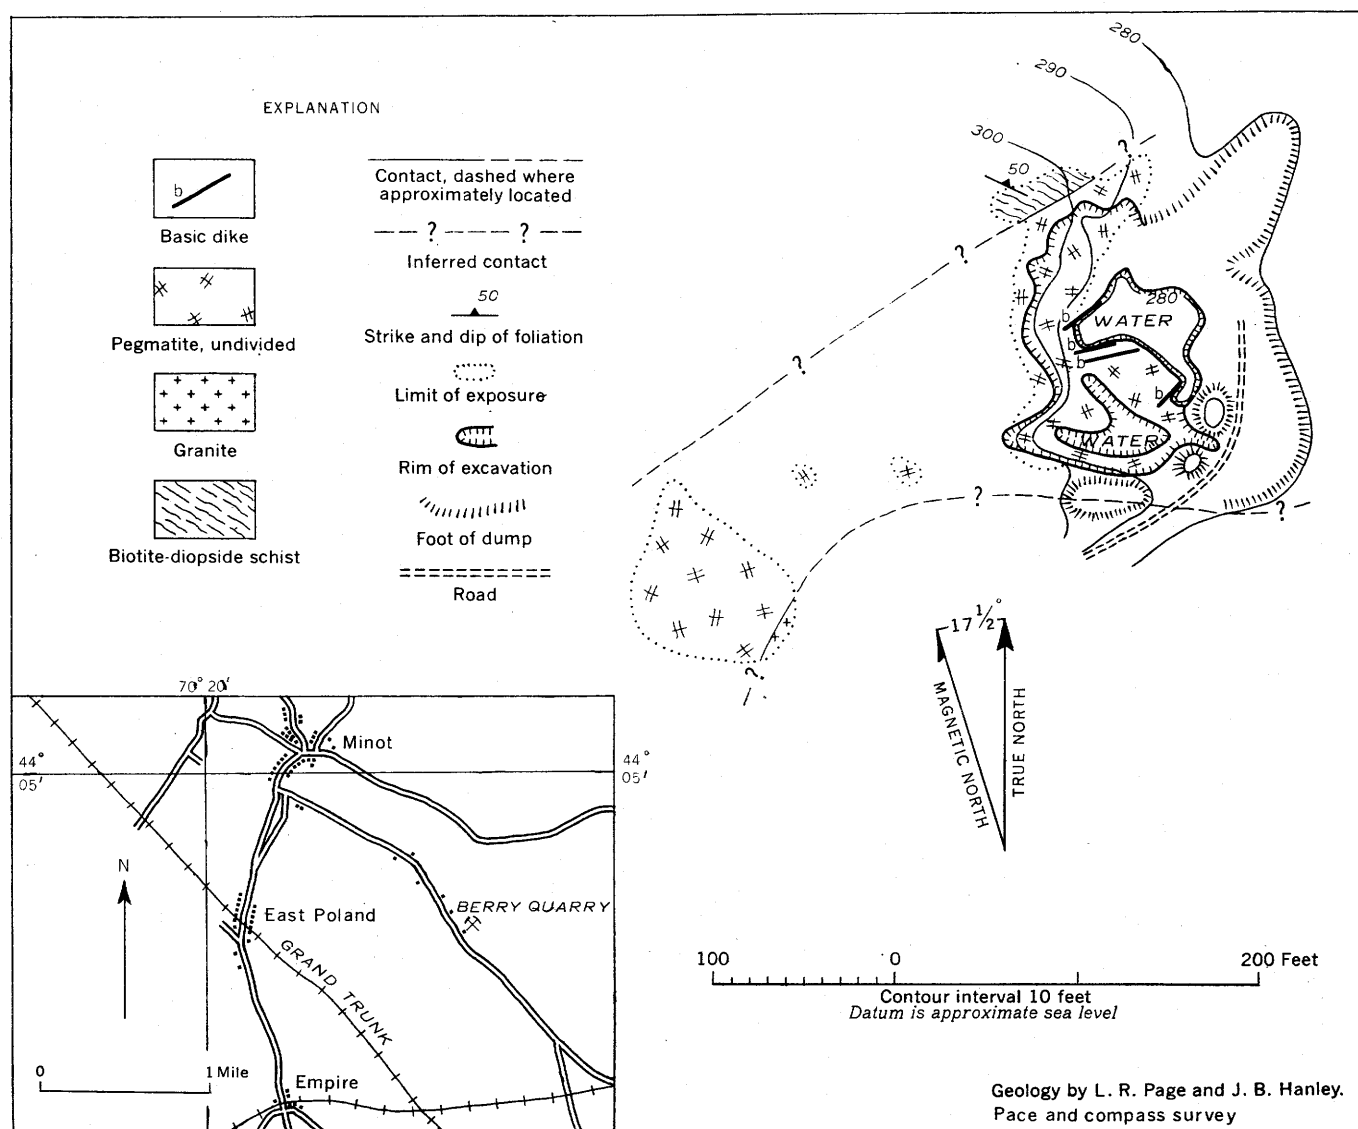 EXPLANATION
b
Basic dike
Pegmatite, undivided
Granite
Biotite-diopside schist
Contact, dashed where
approximately located
? ?
Inferred contact
50
Strike and dip of foliation
Limit of exposure
Rim of excavation
Foot of dump
Road
280
290
300
?
50
?
280
b
WATER
b
b
?
b
WATER
?
?
?
17 1/2°
MAGNETIC NORTH
TRUE NORTH
70° 20'
Minot
44°
05'
44°
05'
N
East Poland
BERRY QUARRY
GRAND TRUNK
0 1 Mile
Empire
100 0 200 Feet
Contour interval 10 feet
Datum is approximate sea level
Geology by L. R. Page and J. B. Hanley.
Pace and compass survey